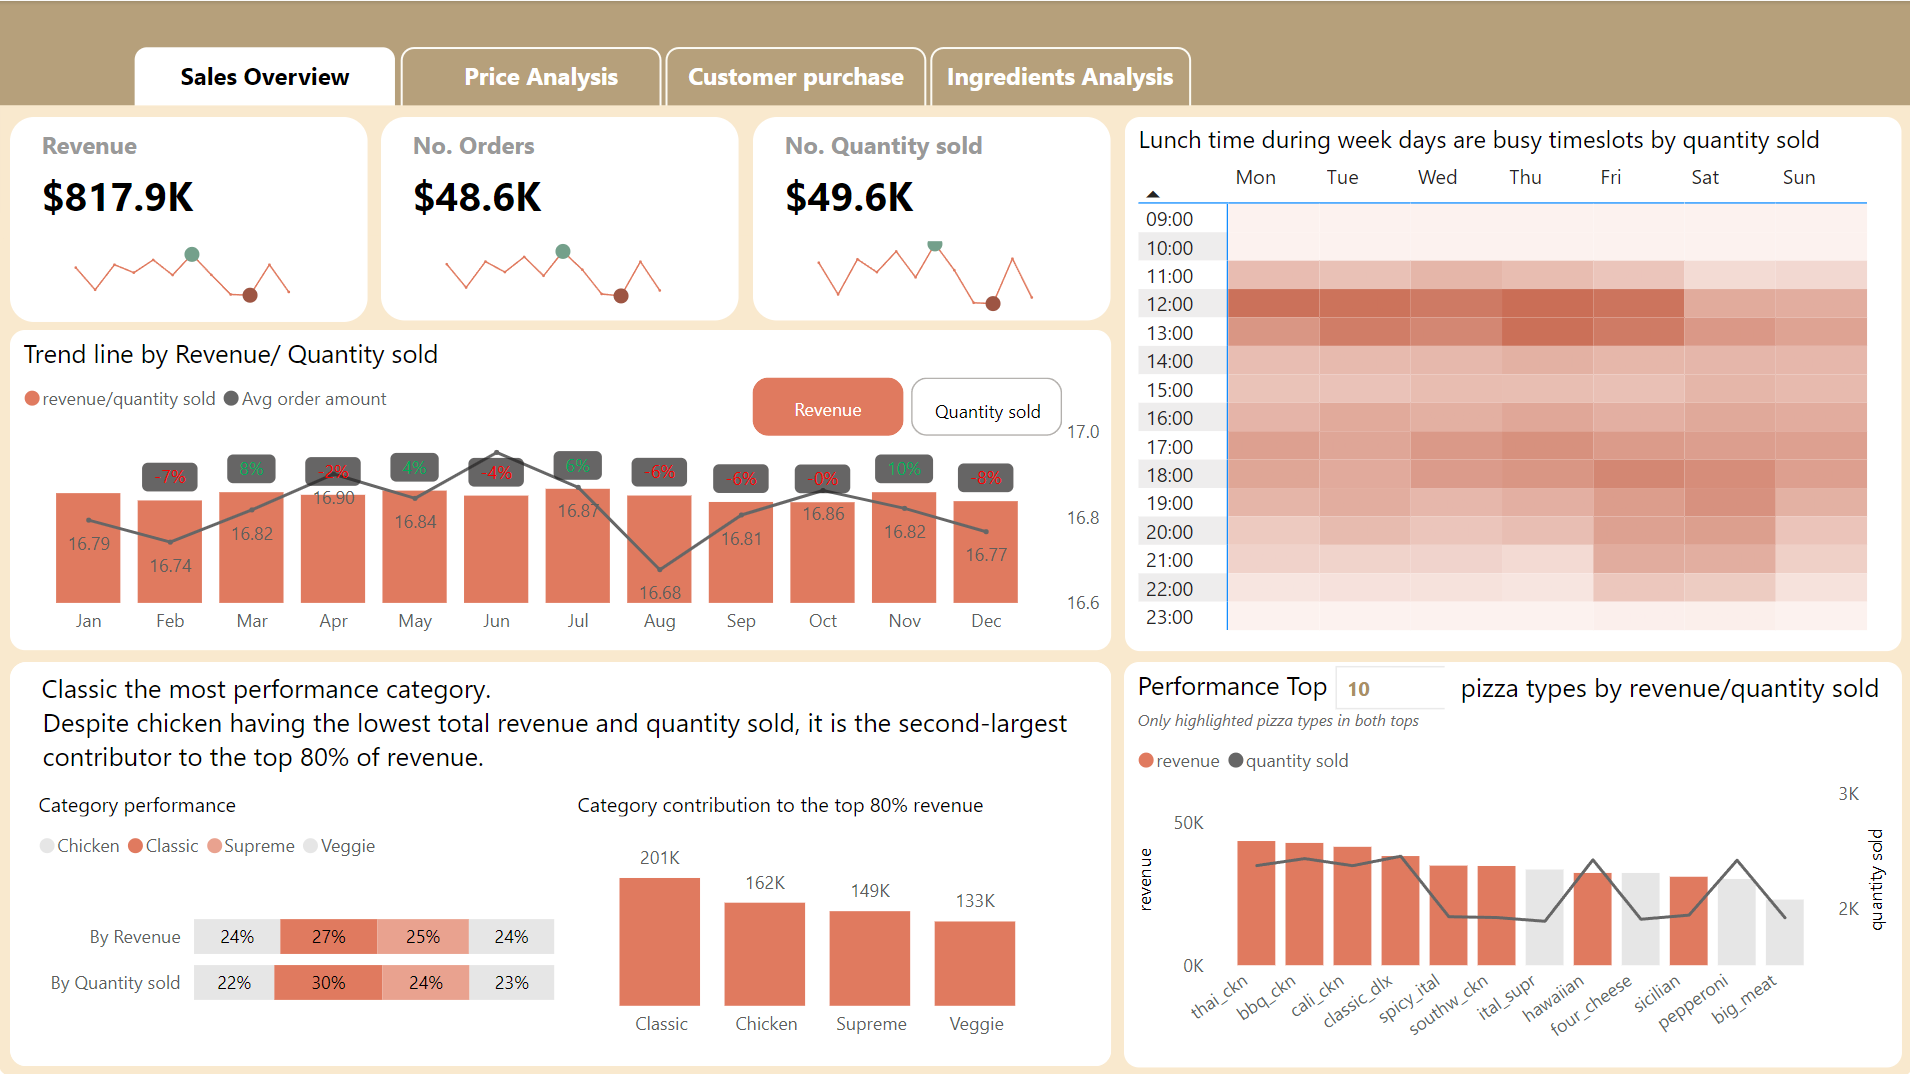 Sales Overview
Price Analysis
Customer purchase
Ingredients Analysis
Revenue
$817.9K
No. Orders
$48.6K
No. Quantity sold
$49.6K
Trend line by Revenue/ Quantity sold
revenue/quantity sold
Avg order amount
Revenue
Quantity sold
17.0
16.8
16.6
-7%
8%
-2%
4%
-4%
6%
-6%
-6%
-0%
10%
-8%
16.79
16.74
16.82
16.90
16.84
16.87
16.68
16.81
16.86
16.82
16.77
Jan
Feb
Mar
Apr
May
Jun
Jul
Aug
Sep
Oct
Nov
Dec
Lunch time during week days are busy timeslots by quantity sold
Mon
Tue
Wed
Thu
Fri
Sat
Sun
09:00
10:00
11:00
12:00
13:00
14:00
15:00
16:00
17:00
18:00
19:00
20:00
21:00
22:00
23:00
Classic the most performance category.
Despite chicken having the lowest total revenue and quantity sold, it is the second-largest
contributor to the top 80% of revenue.
Category performance
Chicken
Classic
Supreme
Veggie
By Revenue
24%
27%
25%
24%
By Quantity sold
22%
30%
24%
23%
Category contribution to the top 80% revenue
201K
162K
149K
133K
Classic
Chicken
Supreme
Veggie
Performance Top 10 pizza types by revenue/quantity sold
Only highlighted pizza types in both tops
revenue
quantity sold
50K
0K
revenue
3K
2K
quantity sold
thai_ckn
bbq_ckn
cali_ckn
classic_dlx
spicy_ital
southw_ckn
ital_supr
hawaiian
four_cheese
sicilian
pepperoni
big_meat